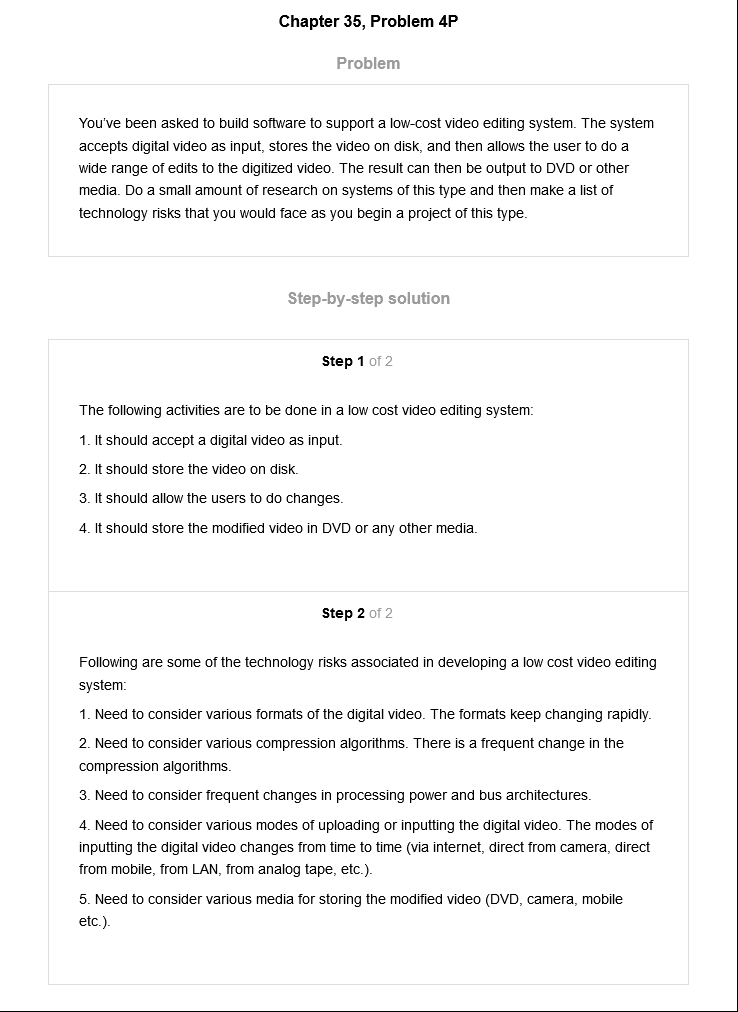 Chapter 35, Problem 4P
Problem
You've been asked to build software to support a low-cost video editing system. The system
accepts digital video as input, stores the video on disk, and then allows the user to do a
wide range of edits to the digitized video. The result can then be output to DVD or other
media. Do a small amount of research on systems of this type and then make a list of
technology risks that you would face as you begin a project of this type.
Step-by-step solution
Step 1 of 2
The following activities are to be done in a low cost video editing system:
1. It should accept a digital video as input.
2. It should store the video on disk.
3. It should allow the users to do changes.
4. It should store the modified video in DVD or any other media.
Step 2 of 2
Following are some of the technology risks associated in developing a low cost video editing
system:
1. Need to consider various formats of the digital video. The formats keep changing rapidly.
2. Need to consider various compression algorithms. There is a frequent change in the
compression algorithms.
3. Need to consider frequent changes in processing power and bus architectures.
4. Need to consider various modes of uploading or inputting the digital video. The modes of
inputting the digital video changes from time to time (via internet, direct from camera, direct
from mobile, from LAN, from analog tape, etc.).
5. Need to consider various media for storing the modified video (DVD, camera, mobile
etc.).